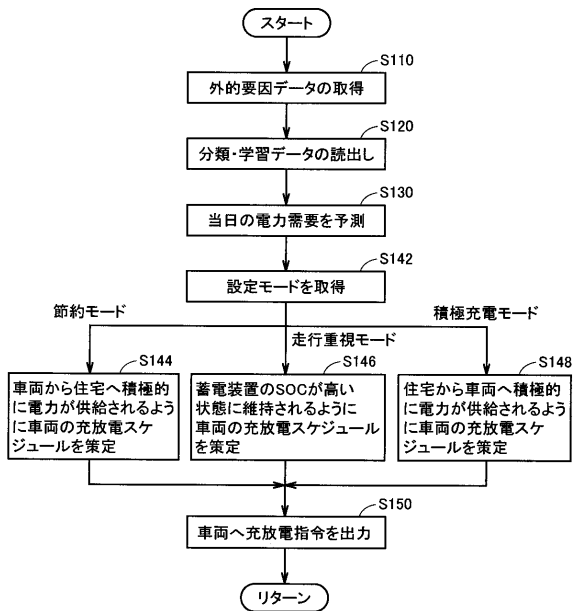 スタート
S110
外的要因データの取得
S120
分類・学習データの読出し
S130
当日の電力需要を予測
S142
設定モードを取得
節約モード
走行重視モード
積極充電モード
S144
車両から住宅へ積極的
に電力が供給されるよう
に車両の充放電スケ
ジュールを策定
S146
蓄電装置のSOCが高い
状態に維持されるように
車両の充放電スケジュール
を策定
S148
住宅から車両へ積極的
に電力が供給されるよう
に車両の充放電スケ
ジュールを策定
S150
車両へ充放電指令を出力
リターン